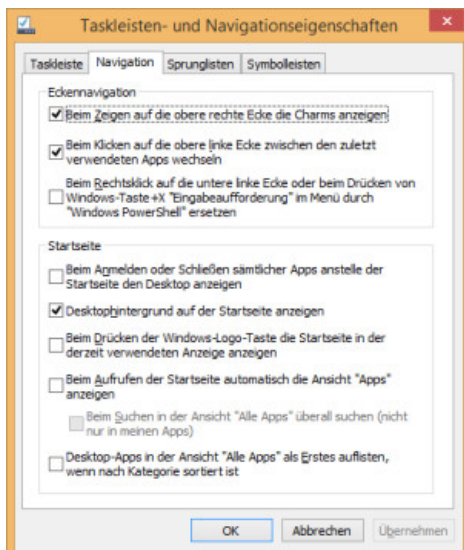 Taskleisten- und Navigationseigenschaften
Taskleiste Navigation Sprunglisten Symbolleisten
Eckennavigation
Beim Zeigen auf die obere rechte Ecke die Charms anzeigen
Beim Klicken auf die obere linke Ecke zwischen den zuletzt
verwendeten Apps wechseln
Beim Rechtsklick auf die untere linke Ecke oder beim Drücken von
Windows-Taste+X "Eingabeaufforderung" im Menü durch
"Windows PowerShell" ersetzen
Startseite
Beim Anmelden oder Schließen sämtlicher Apps anstelle der
Startseite den Desktop anzeigen
Desktophintergrund auf der Startseite anzeigen
Beim Drücken der Windows-Logo-Taste die Startseite in der
derzeit verwendeten Anzeige anzeigen
Beim Aufrufen der Startseite automatisch die Ansicht "Apps"
anzeigen
Beim Suchen in der Ansicht "Alle Apps" überall suchen (nicht
nur in meinen Apps)
Desktop-Apps in der Ansicht "Alle Apps" als Erstes auflisten,
wenn nach Kategorie sortiert ist
OK Abbrechen Übernehmen